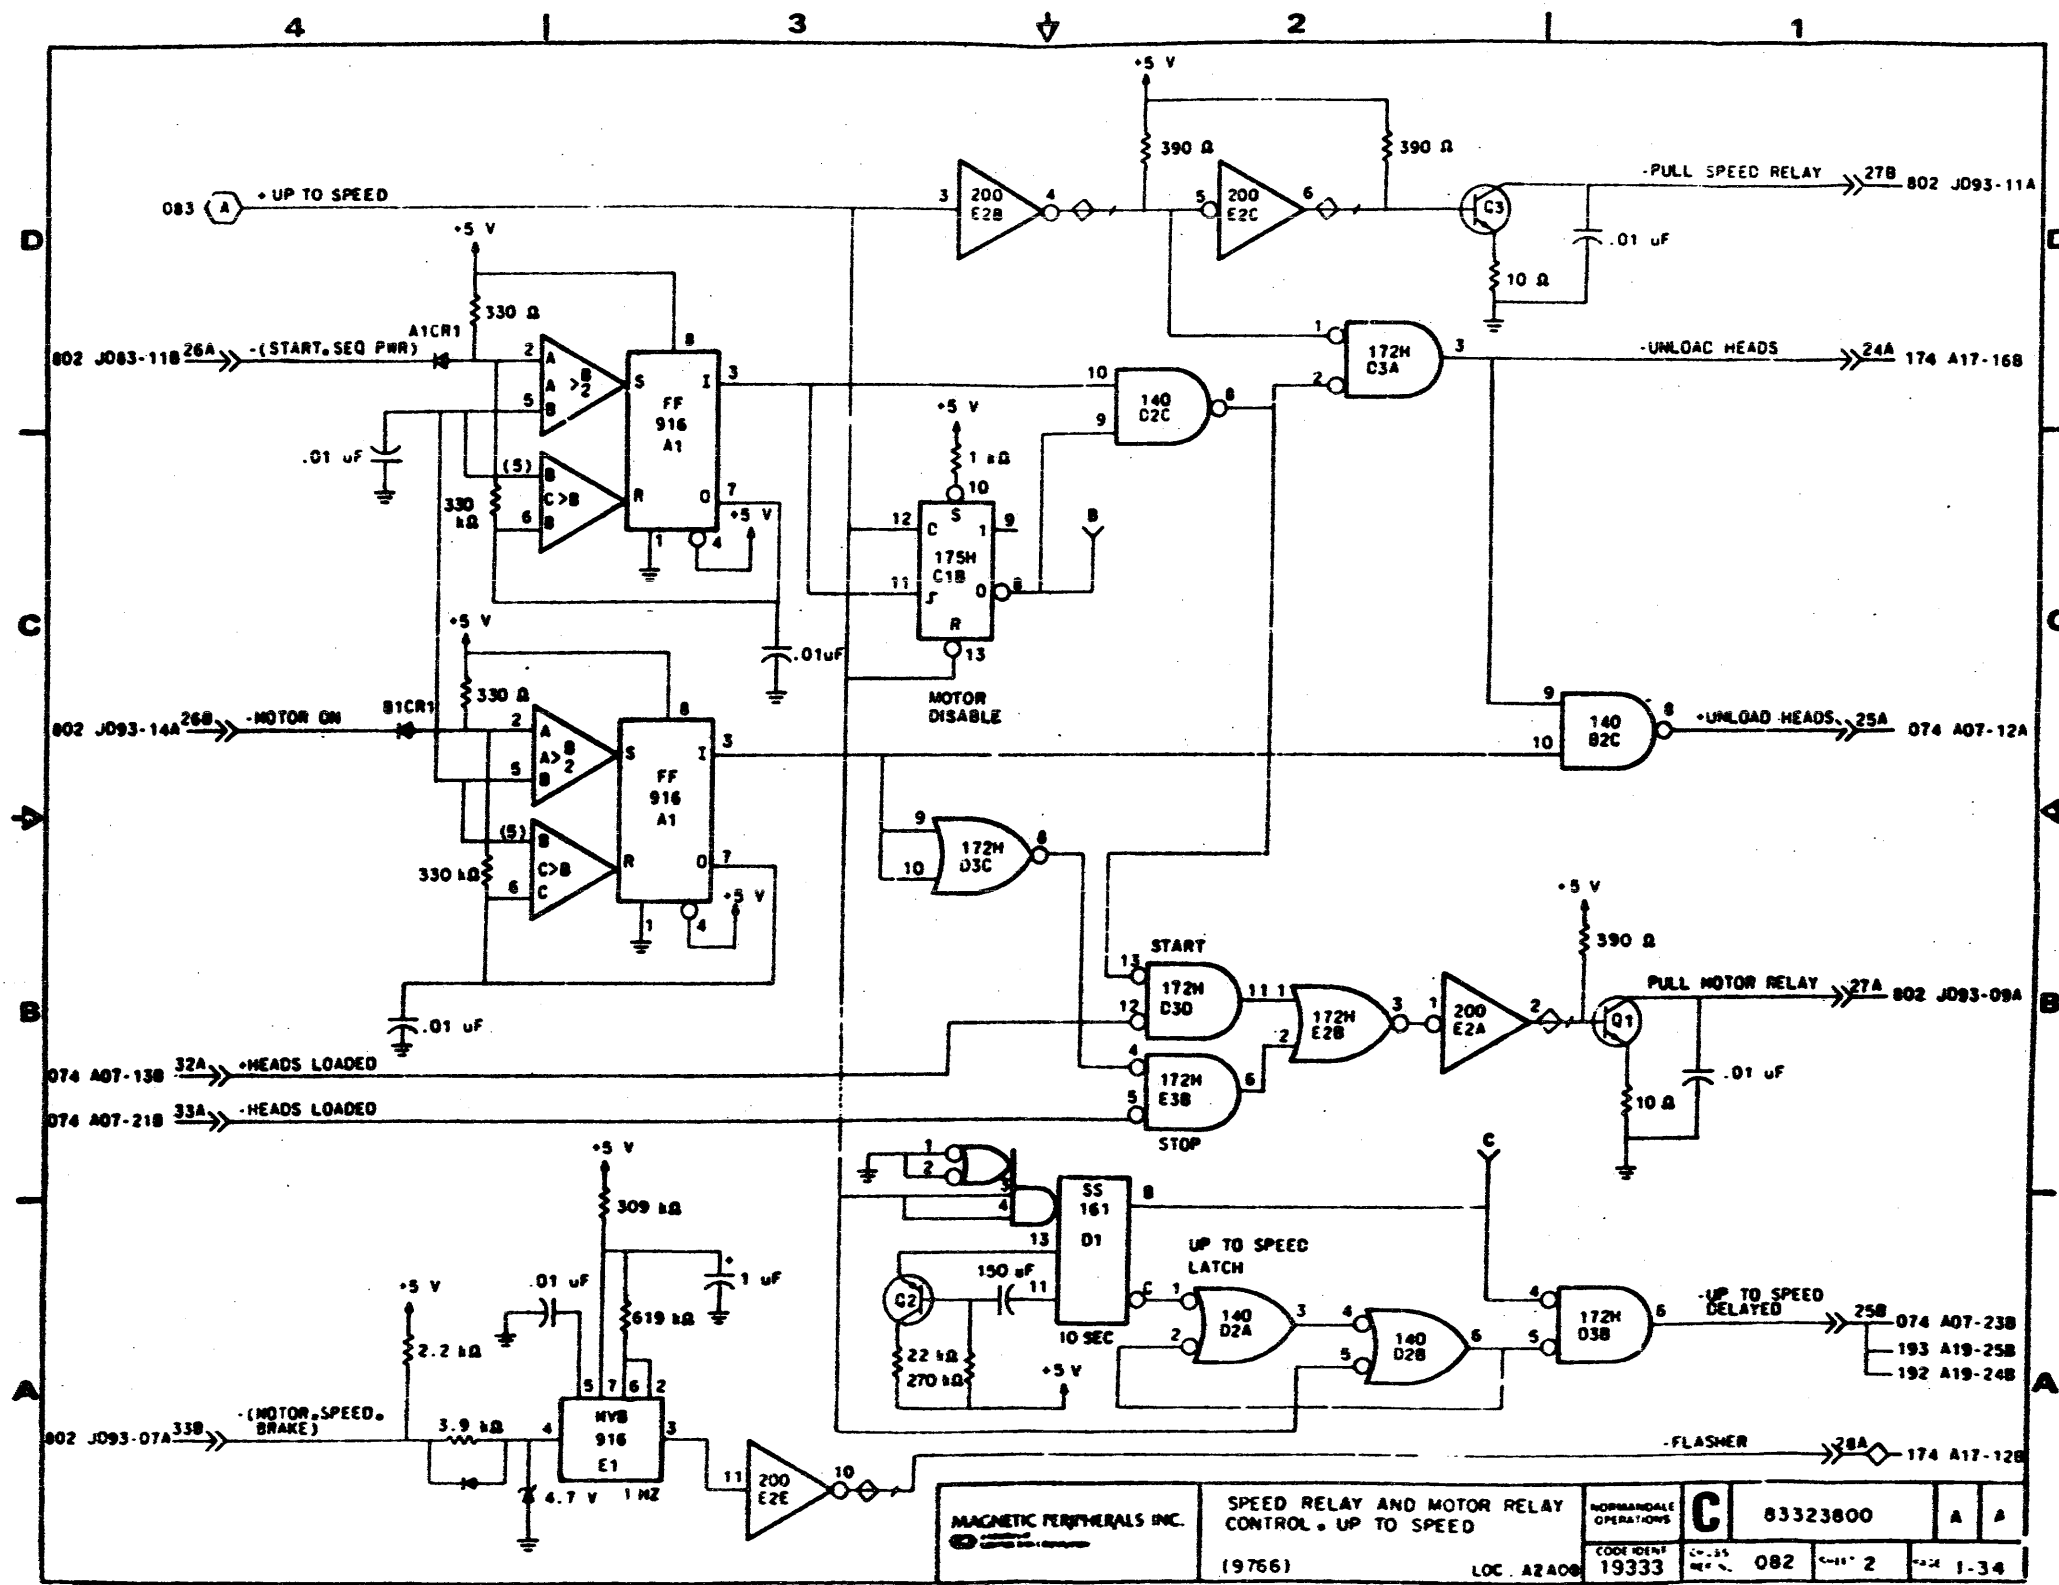 4 3 2 1
+5 V
390 Ω 390 Ω
083 A + UP TO SPEED
3 200 E2B 4
5 200 E2C 6
-PULL SPEED RELAY 27B 802 JD93-11A
.01 uF
10 Ω
D
+5 V
330 Ω
A1CR1
802 JD83-11B 26A -(START.SEQ PWR)
2 A
A > B/2
5 B
(5) B
C >B
6 B
330 kΩ
.01 uF
8
S I 3
FF
916
A1
R O 7
1 4 +5 V
.01uF
+5 V
1 kΩ
10
S
12 C 1 9
175H
C1B
11 O 8
R
13
MOTOR
DISABLE
B
10
9
140
D2C
8
1
2
172H
D3A
3
-UNLOAD HEADS 24A 174 A17-16B
C
+5 V
330 Ω
B1CR1
802 JD93-14A 26B -MOTOR ON
2 A
A> B/2
5 B
(5) B
C>B
6 C
330 kΩ
8
S I 3
FF
916
A1
R O 7
1 4 +5 V
.01 uF
9
10
140
B2C
8
+UNLOAD HEADS 25A 074 A07-12A
9
10
172H
D3C
8
START
13
12
172H
D3D
11
4
5
172H
E3B
6
STOP
1
2
172H
E2B
3
1 200 E2A 2
+5 V
390 Ω
Q1
PULL MOTOR RELAY 27A 802 JD93-09A
.01 uF
10 Ω
B
074 A07-13B 32A +HEADS LOADED
074 A07-21B 33A -HEADS LOADED
1
2
3
4
SS
161
D1
8
13
11
10 SEC
150 uF
22 kΩ
270 kΩ
+5 V
C
UP TO SPEED
LATCH
1
2
140
D2A
3
4
5
140
D2B
6
4
5
172H
D3B
6
-UP TO SPEED
DELAYED
25B 074 A07-23B
193 A19-25B
192 A19-24B
A
+5 V
309 kΩ
+
1 uF
.01 uF
619 kΩ
+5 V
2.2 kΩ
802 JD93-07A 33B -(MOTOR.SPEED.
BRAKE)
3.9 kΩ
4.7 V
5 7 6 2
4 MVB 3
916
E1
1 HZ
11 200 E2E 10
-FLASHER 28A 174 A17-12B
MAGNETIC PERIPHERALS INC.
SPEED RELAY AND MOTOR RELAY
CONTROL. UP TO SPEED
(9766) LOC. A2A08
NORMANDALE
OPERATIONS
C 83323800 A A
CODE IDENT
19333
082 2 1-34